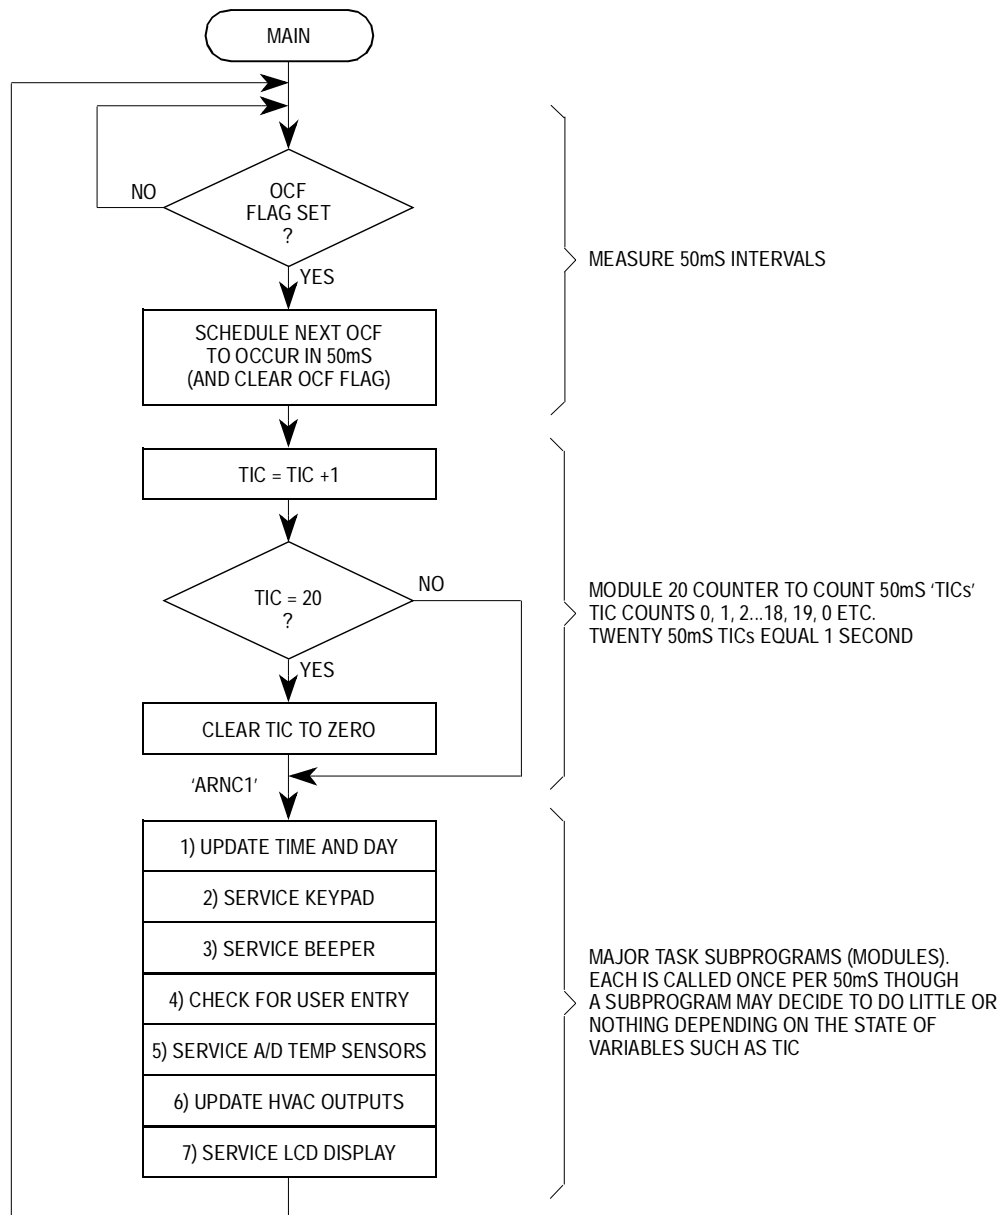 MAIN
NO
OCF
FLAG SET
?
YES
MEASURE 50mS INTERVALS
SCHEDULE NEXT OCF
TO OCCUR IN 50mS
(AND CLEAR OCF FLAG)
TIC = TIC +1
TIC = 20
?
NO
YES
MODULE 20 COUNTER TO COUNT 50mS ‘TICs’
TIC COUNTS 0, 1, 2...18, 19, 0 ETC.
TWENTY 50mS TICs EQUAL 1 SECOND
CLEAR TIC TO ZERO
‘ARNC1’
1) UPDATE TIME AND DAY
2) SERVICE KEYPAD
3) SERVICE BEEPER
4) CHECK FOR USER ENTRY
5) SERVICE A/D TEMP SENSORS
6) UPDATE HVAC OUTPUTS
7) SERVICE LCD DISPLAY
MAJOR TASK SUBPROGRAMS (MODULES).
EACH IS CALLED ONCE PER 50mS THOUGH
A SUBPROGRAM MAY DECIDE TO DO LITTLE OR
NOTHING DEPENDING ON THE STATE OF
VARIABLES SUCH AS TIC